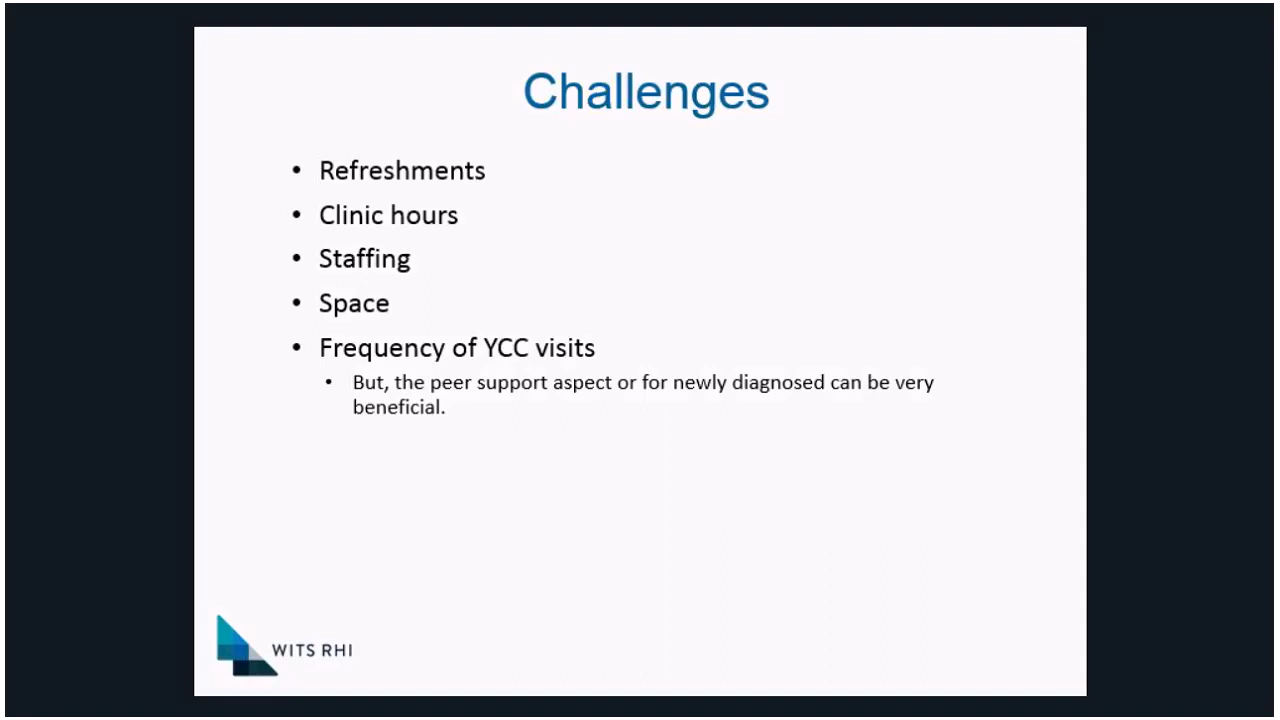 Challenges
• Refreshments
• Clinic hours
• Staffing
• Space
• Frequency of YCC visits
• But, the peer support aspect or for newly diagnosed can be very
beneficial.
WITS RHI